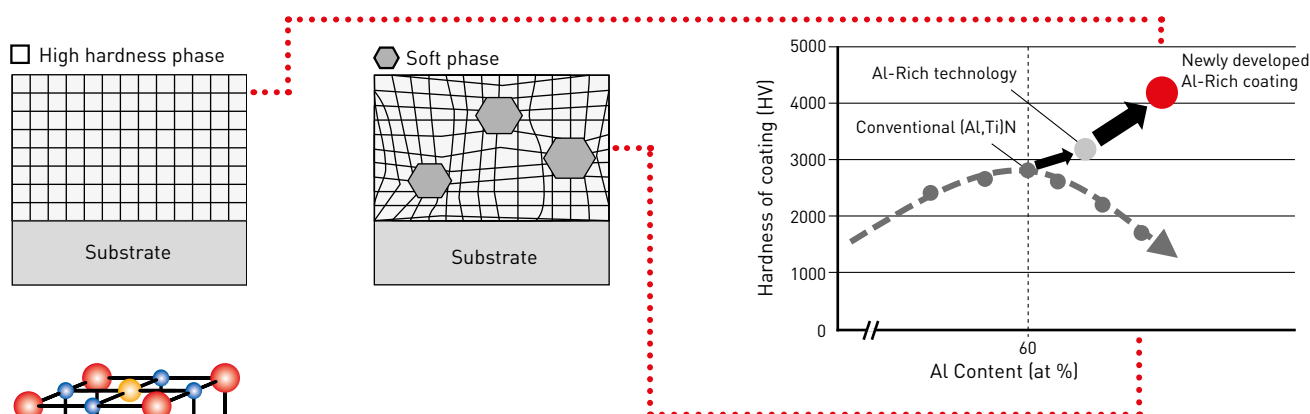 High hardness phase
Substrate
Soft phase
Substrate
Hardness of coating (HV)
5000
4000
3000
2000
1000
0
Al-Rich technology
Conventional (Al,Ti)N
Newly developed
Al-Rich coating
60
Al Content (at %)